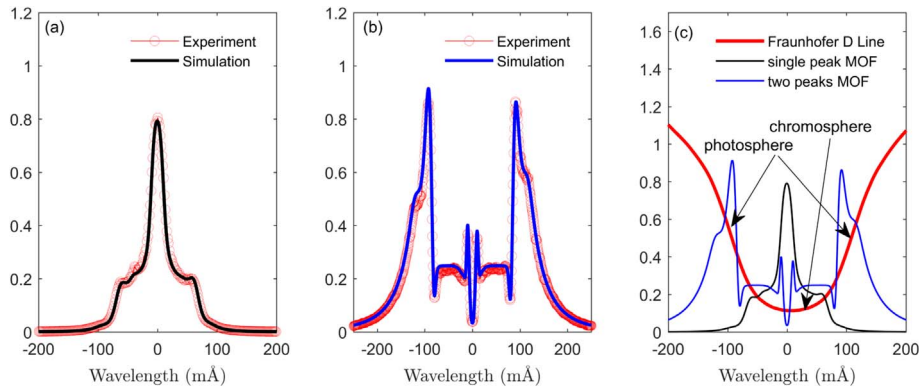 (a)
Experiment
Simulation
1.2
1
0.8
0.6
0.4
0.2
0
-200 -100 0 100 200
Wavelength (mÅ)
(b)
Experiment
Simulation
1.2
1
0.8
0.6
0.4
0.2
0
-200 -100 0 100 200
Wavelength (mÅ)
(c)
Fraunhofer D Line
single peak MOF
two peaks MOF
chromosphere
photosphere
1.6
1.4
1.2
1
0.8
0.6
0.4
0.2
0
-200 -100 0 100 200
Wavelength (mÅ)